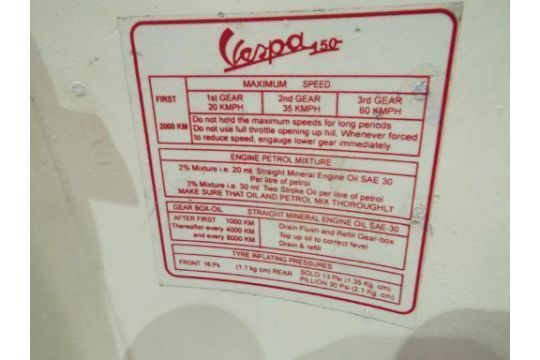 Vespa 150
MAXIMUM SPEED
FIRST
2000 KM
1st GEAR 2nd GEAR 3rd GEAR
20 KMPH 35 KMPH 60 KMPH
Do not hold the maximum speeds for long periods
Do not use full throttle opening up hill, Whenever forced
to reduce speed, engauge lower gear immediately
ENGINE PETROL MIXTURE
2% Mixture i.e. 20 ml. Straight Mineral Engine Oil SAE 30
Per litre of petrol
3% Mixture i.e. 30 ml. Two Stroke Oil per litre of petrol
MAKE SURE THAT OIL AND PETROL MIX THOROUGHLT
GEAR BOX-OIL STRAIGHT MINERAL ENGINE OIL SAE-30
AFTER FIRST 1000 KM Drain Flush and Refill Gear-box
Thereafter every 4000 KM Top up oil to correct fevel
and every 8000 KM Drain & refill
TYRE INFLATING PRESSURES
FRONT 16 Ps (1.1 kg cm) REAR SOLO 13 Psi (1.35 Kg. cm)
PILLION 30 Psi (2.1 Kg. cm)